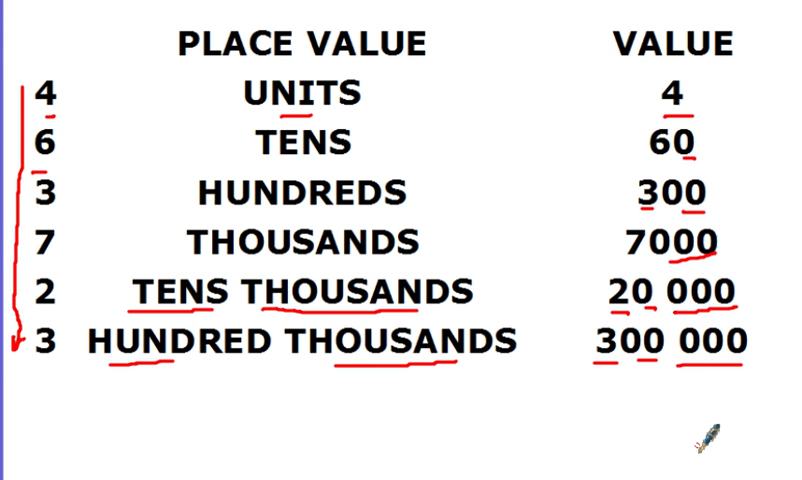 PLACE VALUE VALUE
4 UNITS 4
6 TENS 60
3 HUNDREDS 300
7 THOUSANDS 7000
2 TENS THOUSANDS 20 000
3 HUNDRED THOUSANDS 300 000